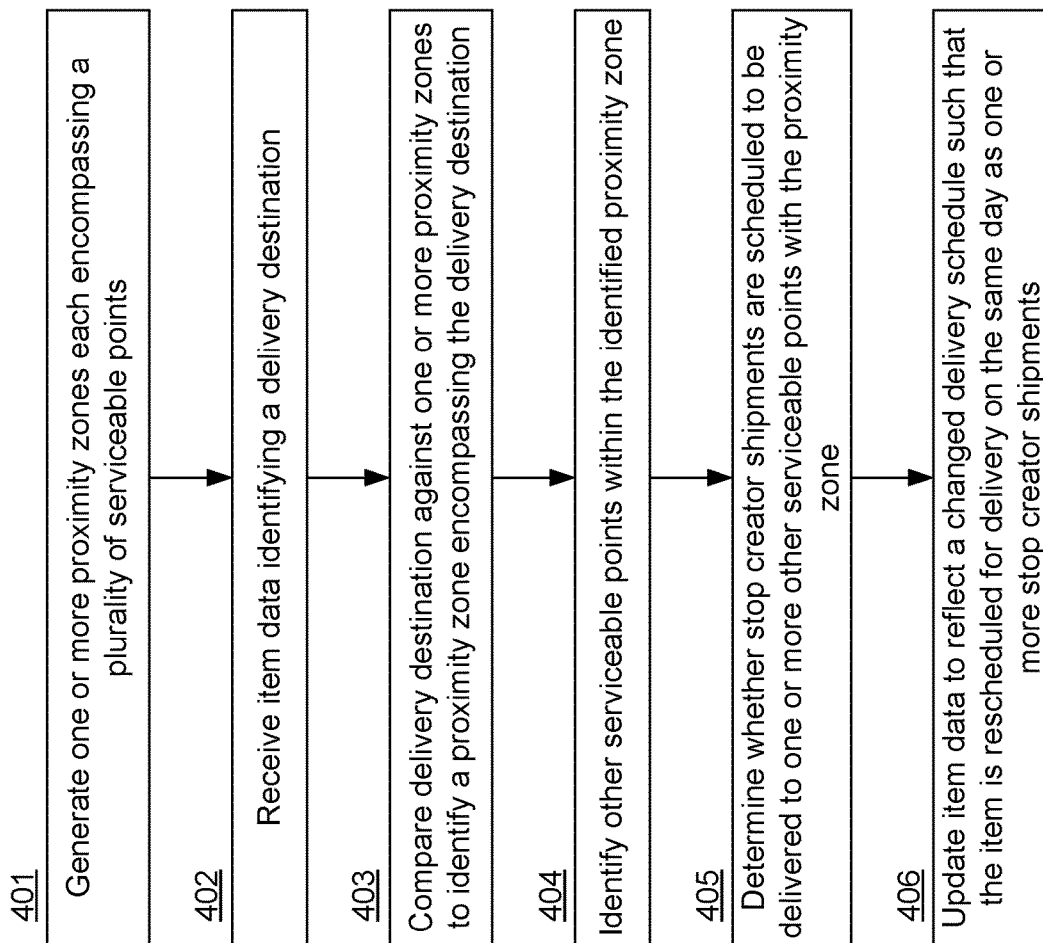 401
Generate one or more proximity zones each encompassing a
plurality of serviceable points
402
Receive item data identifying a delivery destination
403
Compare delivery destination against one or more proximity zones
to identify a proximity zone encompassing the delivery destination
404
Identify other serviceable points within the identified proximity zone
405
Determine whether stop creator shipments are scheduled to be
delivered to one or more other serviceable points with the proximity
zone
406
Update item data to reflect a changed delivery schedule such that
the item is rescheduled for delivery on the same day as one or
more stop creator shipments